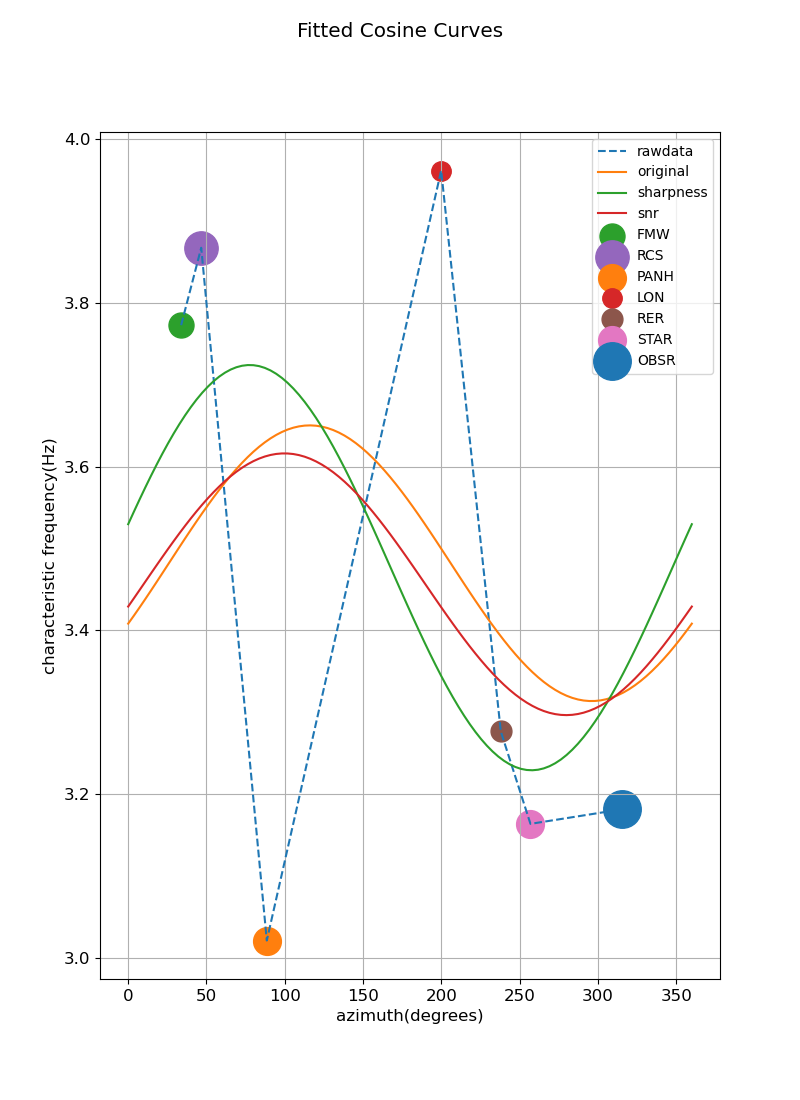 Fitted Cosine Curves
4.0
3.8
3.6
3.4
3.2
3.0
characteristic frequency(Hz)
rawdata
original
sharpness
snr
FMW
RCS
PANH
LON
RER
STAR
OBSR
0 50 100 150 200 250 300 350
azimuth(degrees)